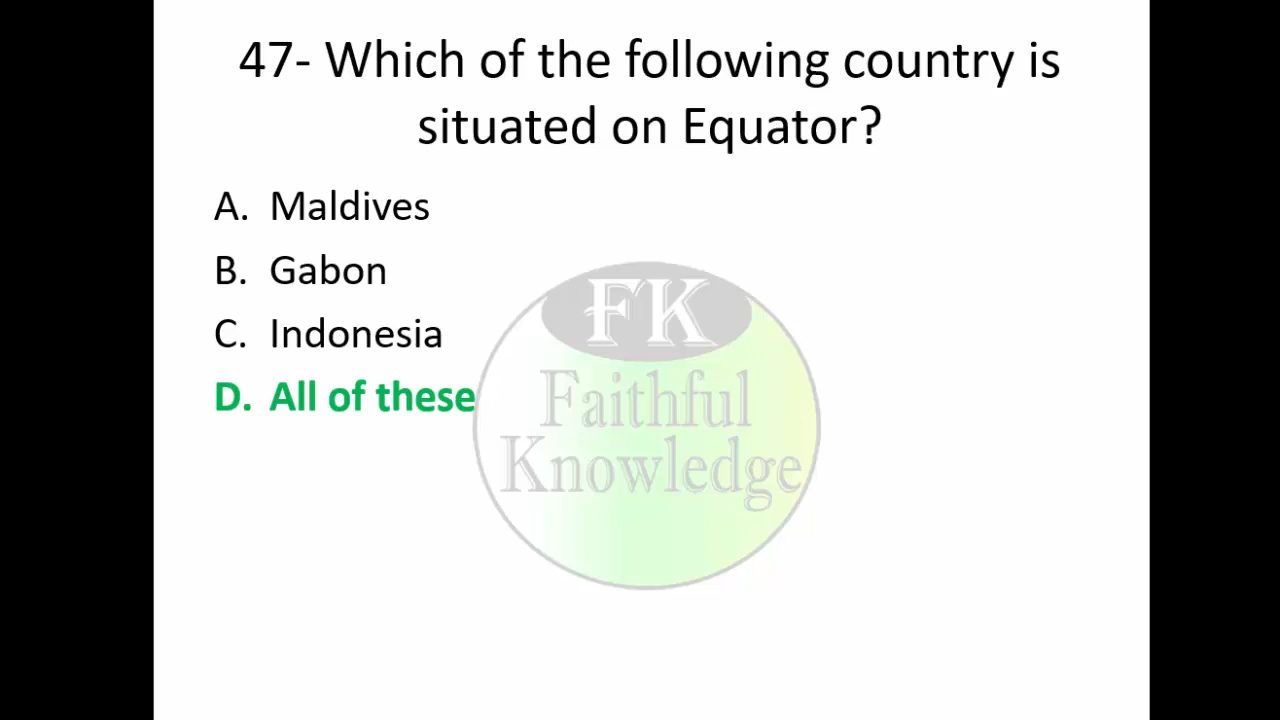 47- Which of the following country is
situated on Equator?
A. Maldives
B. Gabon
C. Indonesia
D. All of these
FK
Faithful
Knowledge